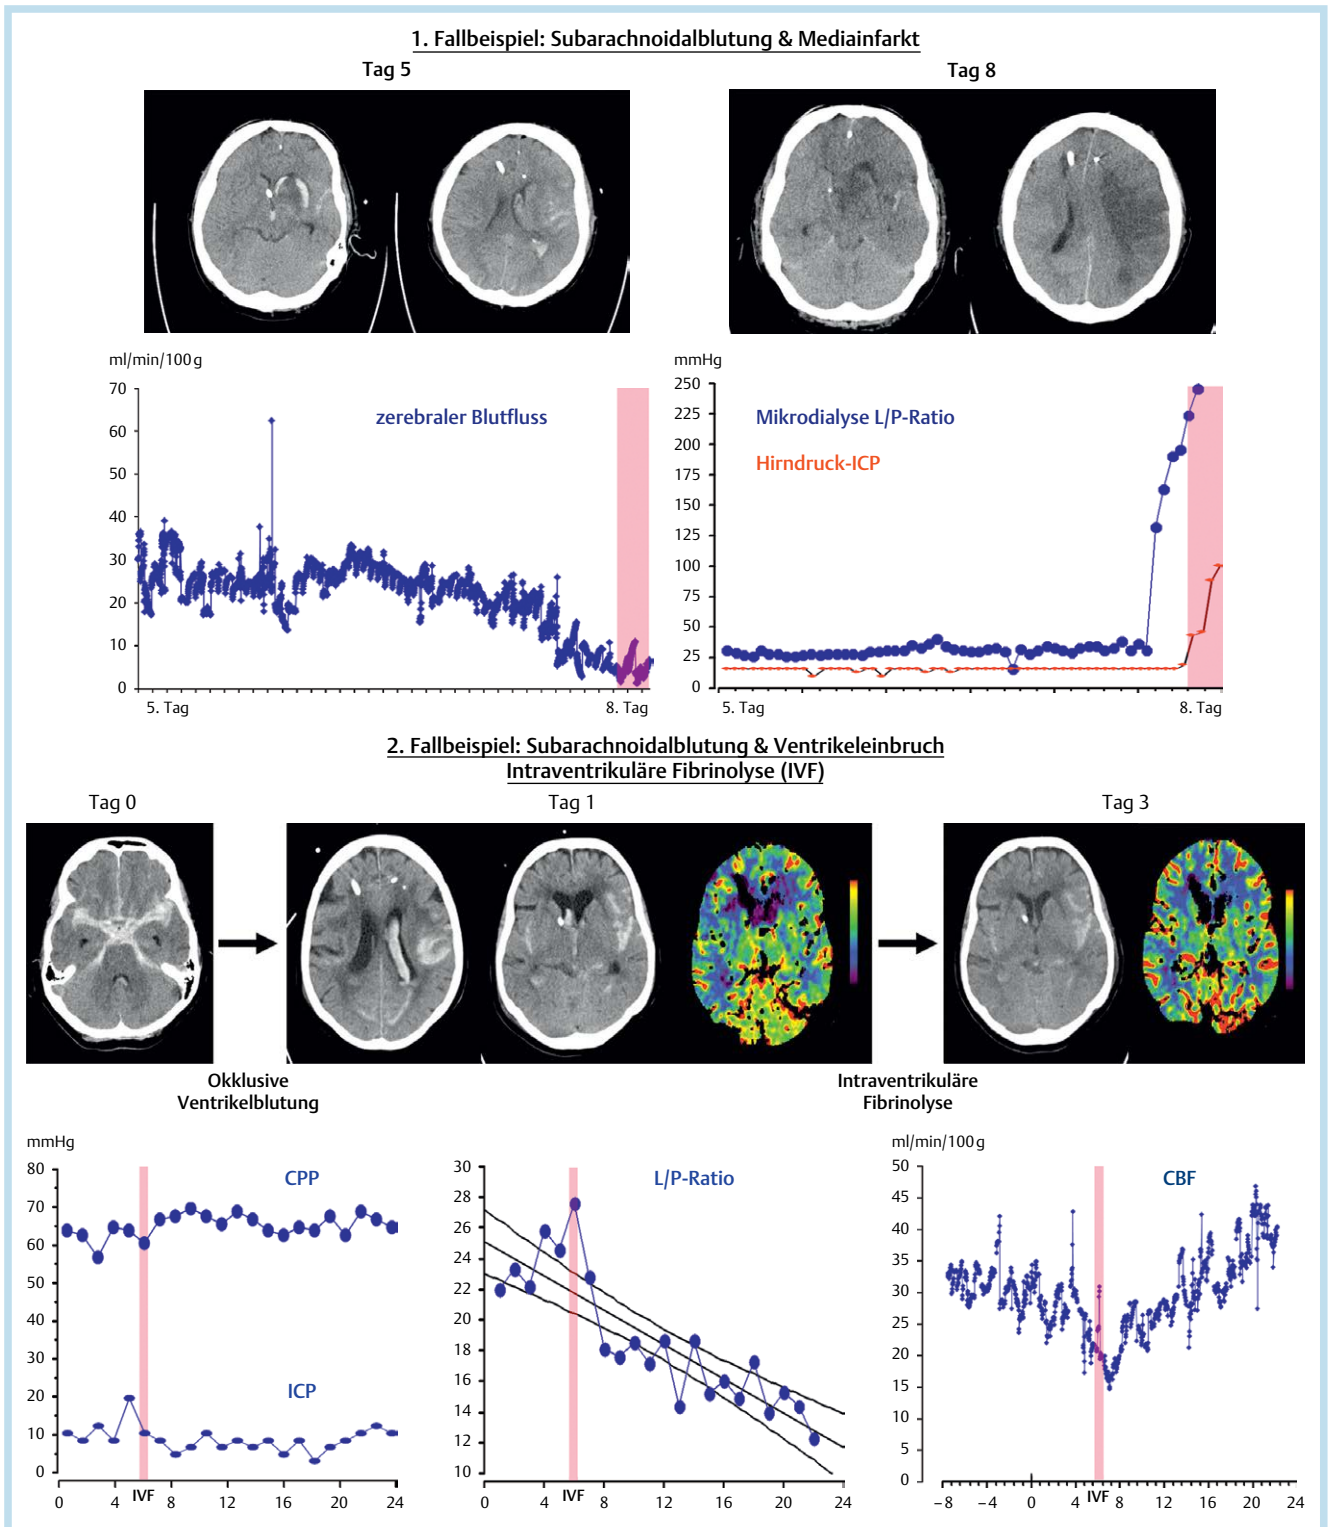 1. Fallbeispiel: Subarachnoidalblutung & Mediainfarkt
Tag 5
Tag 8
ml/min/100 g
70
60
50
40
30
20
10
0
zerebraler Blutfluss
5. Tag
8. Tag
mmHg
250
225
200
175
150
125
100
75
50
25
0
Mikrodialyse L/P-Ratio
Hirndruck-ICP
5. Tag
8. Tag
2. Fallbeispiel: Subarachnoidalblutung & Ventrikeleinbruch
Intraventrikuläre Fibrinolyse (IVF)
Tag 0
Tag 1
Tag 3
Okklusive
Ventrikelblutung
Intraventrikuläre
Fibrinolyse
mmHg
80
70
60
50
40
30
20
10
0
CPP
ICP
0 4 IVF 8 12 16 20 24
30
28
26
24
22
20
18
16
14
12
10
L/P-Ratio
0 4 IVF 8 12 16 20 24
ml/min/100 g
50
45
40
35
30
25
20
15
10
5
0
CBF
−8 −4 0 4 IVF 8 12 16 20 24